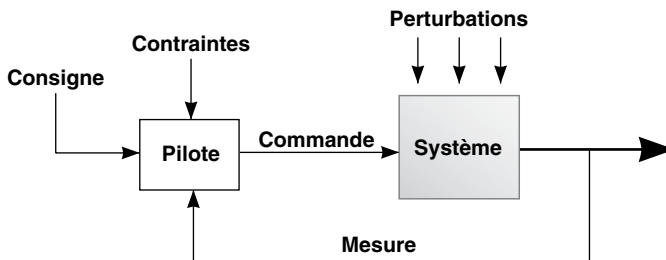 Perturbations
Contraintes
Consigne
Pilote
Commande
Système
Mesure